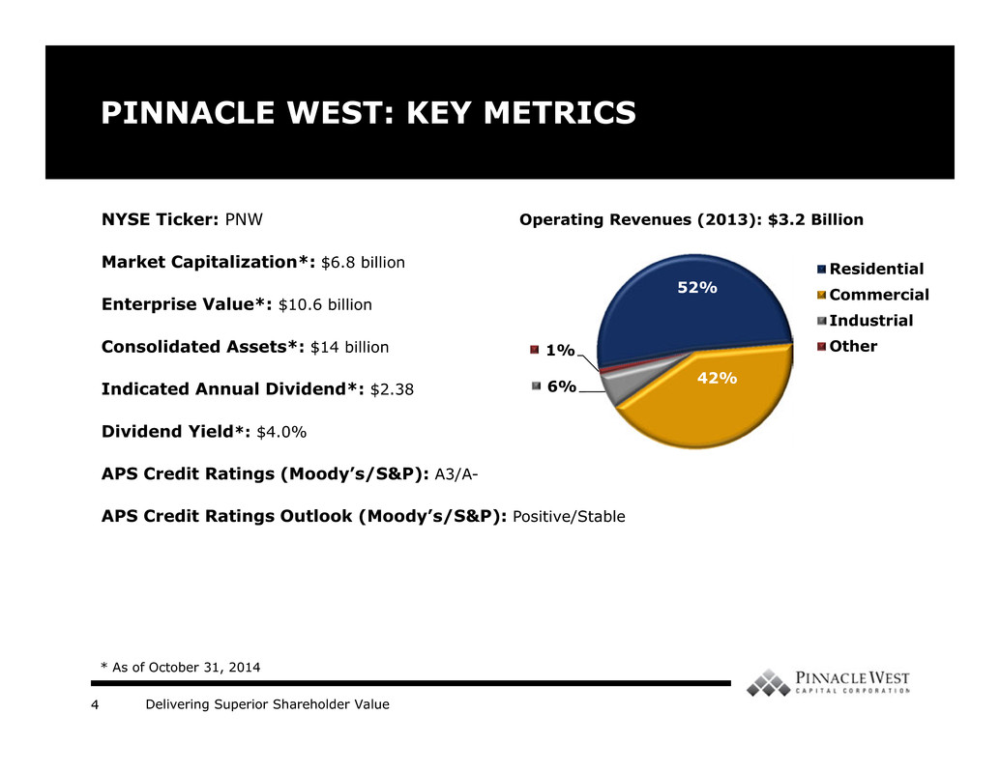 PINNACLE WEST: KEY METRICS
NYSE Ticker: PNW
Market Capitalization*: $6.8 billion
Enterprise Value*: $10.6 billion
Consolidated Assets*: $14 billion
Indicated Annual Dividend*: $2.38
Dividend Yield*: $4.0%
APS Credit Ratings (Moody’s/S&P): A3/A-
APS Credit Ratings Outlook (Moody’s/S&P): Positive/Stable
Operating Revenues (2013): $3.2 Billion
52%
42%
1%
6%
Residential
Commercial
Industrial
Other
* As of October 31, 2014
4
Delivering Superior Shareholder Value
PINNACLE WEST
CAPITAL CORPORATION